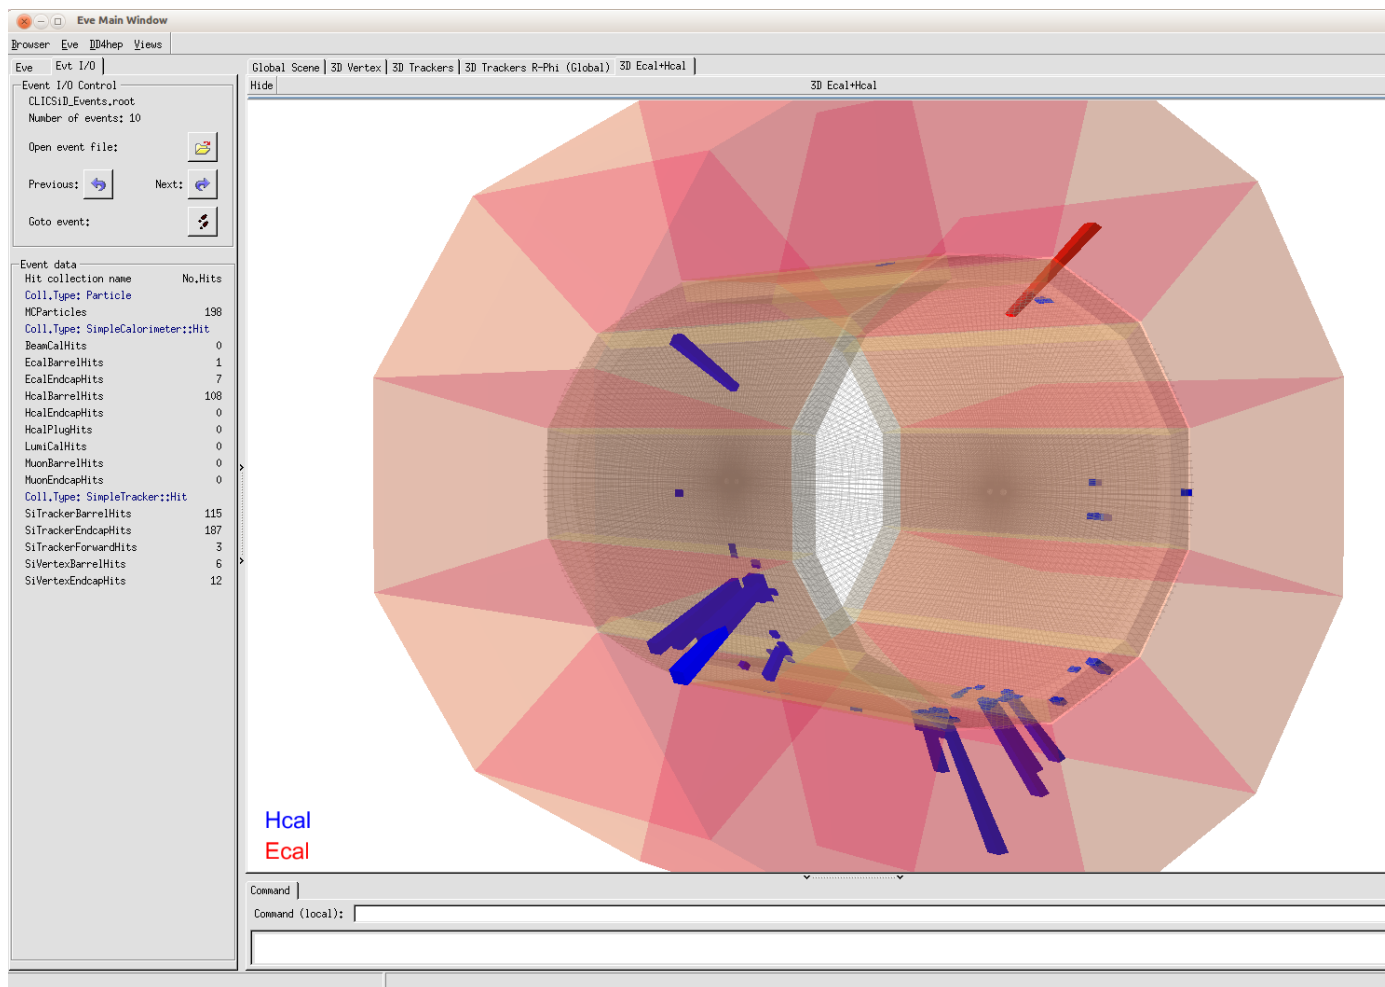 Eve Main Window
Browser Eve DD4hep Views
Eve Evt I/O
Event I/O Control
CLICSiD_Events.root
Number of events: 10
Open event file:
Previous: Next:
Goto event:
Event data
Hit collection name No.Hits
Coll.Type: Particle
MCParticles 198
Coll.Type: SimpleCalorimeter::Hit
BeamCalHits 0
EcalBarrelHits 1
EcalEndcapHits 7
HcalBarrelHits 108
HcalEndcapHits 0
HcalPlugHits 0
LumiCalHits 0
MuonBarrelHits 0
MuonEndcapHits 0
Coll.Type: SimpleTracker::Hit
SiTrackerBarrelHits 115
SiTrackerEndcapHits 187
SiTrackerForwardHits 3
SiVertexBarrelHits 6
SiVertexEndcapHits 12
Global Scene 3D Vertex 3D Trackers 3D Trackers R-Phi (Global) 3D Ecal+Hcal
Hide 3D Ecal+Hcal
Hcal
Ecal
Command
Command (local):